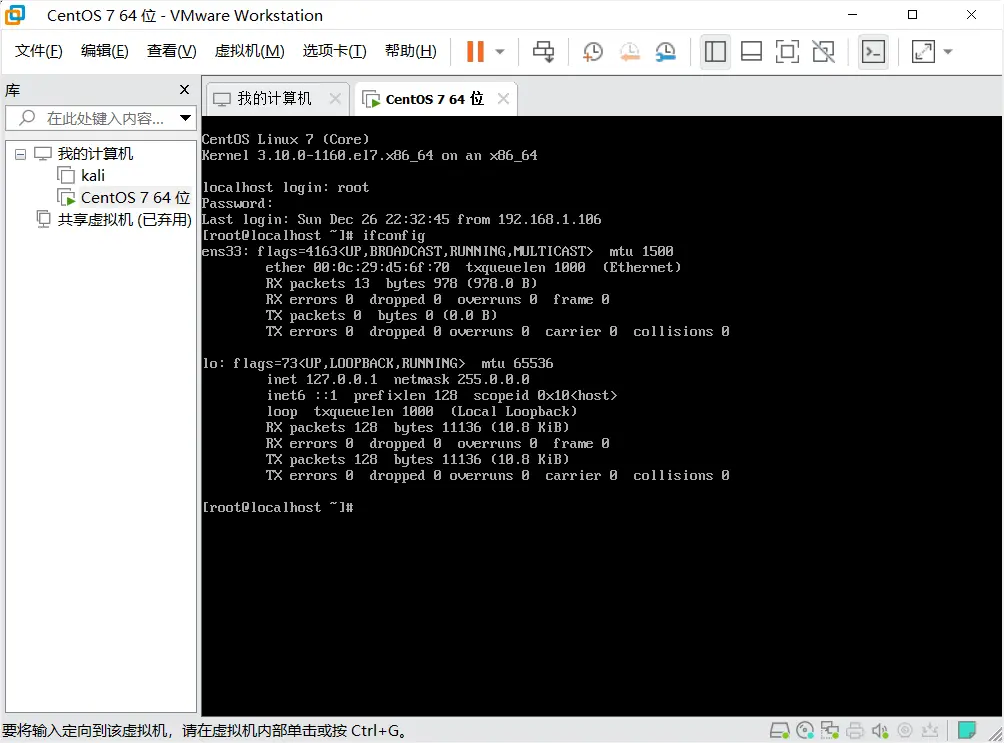 CentOS 7 64 位 - VMware Workstation
文件(F) 编辑(E) 查看(V) 虚拟机(M) 选项卡(T) 帮助(H)
库
在此处键入内容...
我的计算机
kali
CentOS 7 64 位
共享虚拟机 (已弃用)
我的计算机 CentOS 7 64 位
CentOS Linux 7 (Core)
Kernel 3.10.0-1160.el7.x86_64 on an x86_64
localhost login: root
Password:
Last login: Sun Dec 26 22:32:45 from 192.168.1.106
[root@localhost ~]# ifconfig
ens33: flags=4163<UP,BROADCAST,RUNNING,MULTICAST>  mtu 1500
ether 00:0c:29:d5:6f:70  txqueuelen 1000  (Ethernet)
RX packets 13  bytes 978 (978.0 B)
RX errors 0  dropped 0  overruns 0  frame 0
TX packets 0  bytes 0 (0.0 B)
TX errors 0  dropped 0 overruns 0  carrier 0  collisions 0
lo: flags=73<UP,LOOPBACK,RUNNING>  mtu 65536
inet 127.0.0.1  netmask 255.0.0.0
inet6 ::1  prefixlen 128  scopeid 0x10<host>
loop  txqueuelen 1000  (Local Loopback)
RX packets 128  bytes 11136 (10.8 KiB)
RX errors 0  dropped 0  overruns 0  frame 0
TX packets 128  bytes 11136 (10.8 KiB)
TX errors 0  dropped 0 overruns 0  carrier 0  collisions 0
[root@localhost ~]#
要将输入定向到该虚拟机，请在虚拟机内部单击或按 Ctrl+G。